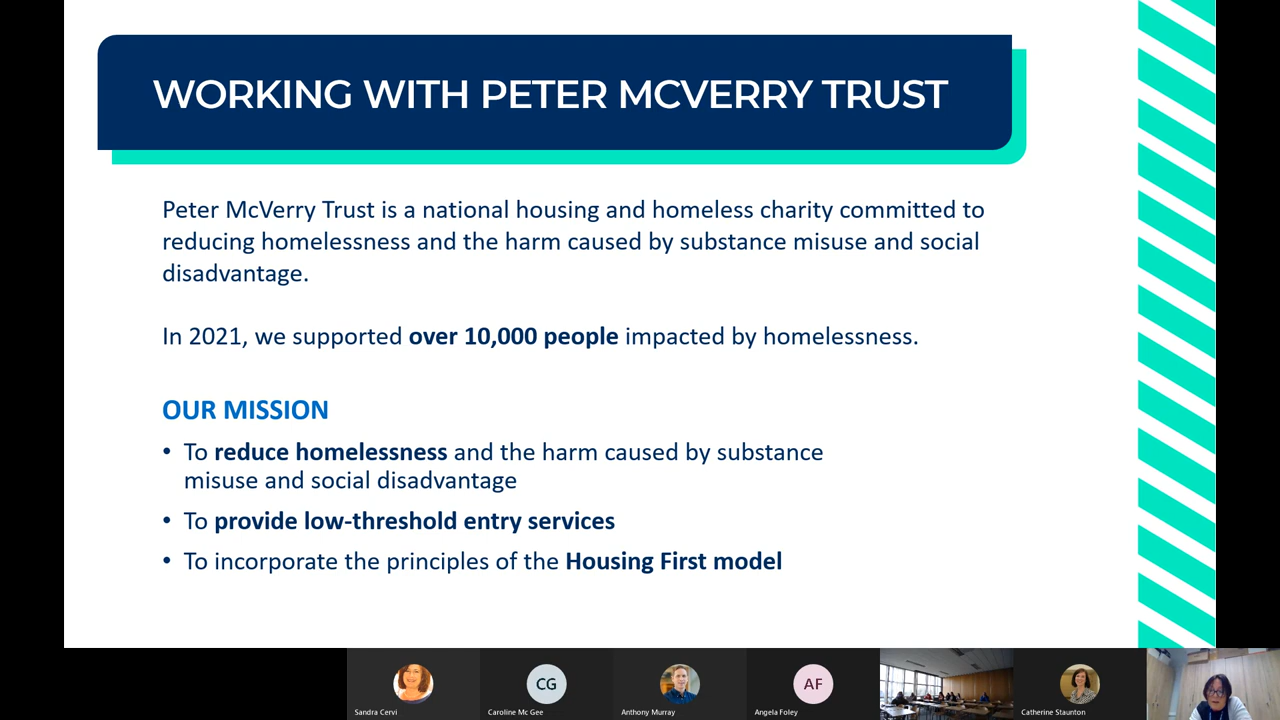 WORKING WITH PETER MCVERRY TRUST
Peter McVerry Trust is a national housing and homeless charity committed to
reducing homelessness and the harm caused by substance misuse and social
disadvantage.
In 2021, we supported over 10,000 people impacted by homelessness.
OUR MISSION
• To reduce homelessness and the harm caused by substance
misuse and social disadvantage
• To provide low-threshold entry services
• To incorporate the principles of the Housing First model
CG
AF
Sandra Cervi
Caroline Mc Gee
Anthony Murray
Angela Foley
Catherine Staunton